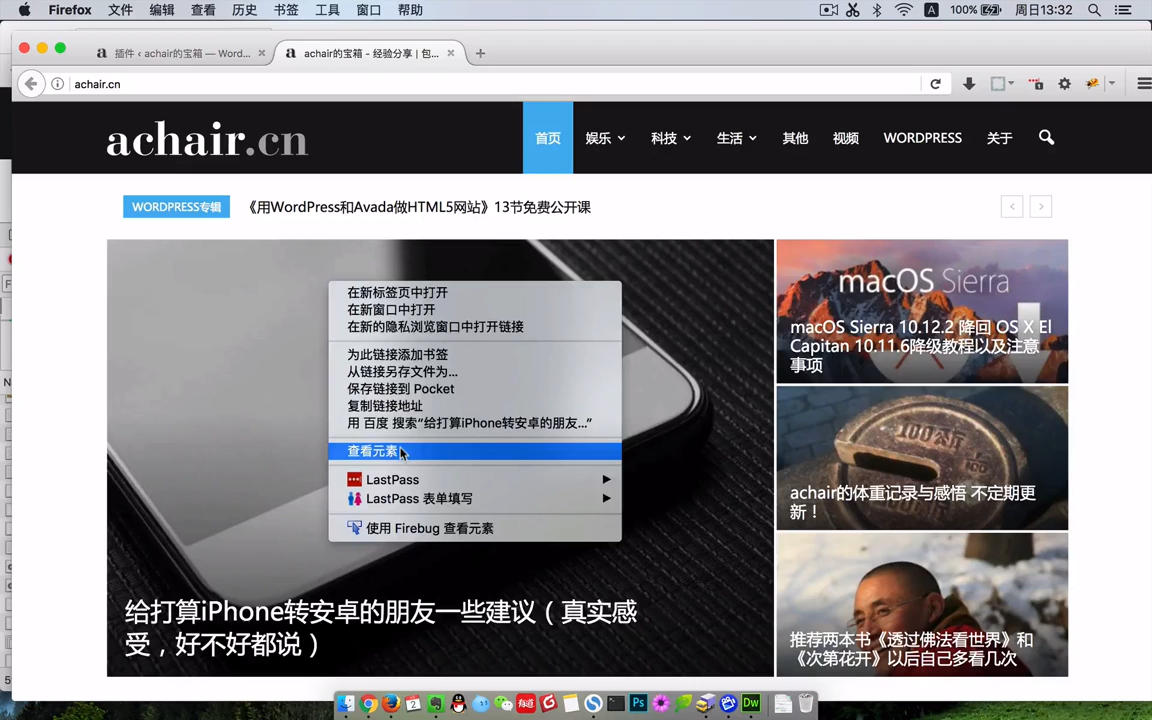 Firefox 文件 编辑 查看 历史 书签 工具 窗口 帮助 A 100% 周日13:32
a 插件 ‹ achair的宝箱 — Word... × a achair的宝箱 - 经验分享 | 包... × +
achair.cn
achair.cn 首页 娱乐 科技 生活 其他 视频 WORDPRESS 关于
WORDPRESS专辑 《用WordPress和Avada做HTML5网站》13节免费公开课
在新标签页中打开
在新窗口中打开
在新的隐私浏览窗口中打开链接
为此链接添加书签
从链接另存文件为...
保存链接到 Pocket
复制链接地址
用 百度 搜索“给打算iPhone转安卓的朋友...”
查看元素
LastPass
LastPass 表单填写
使用 Firebug 查看元素
给打算iPhone转安卓的朋友一些建议（真实感
受，好不好都说）
macOS Sierra
macOS Sierra 10.12.2 降回 OS X El
Capitan 10.11.6降级教程以及注意
事项
100公斤
achair的体重记录与感悟 不定期更
新！
推荐两本书《透过佛法看世界》和
《次第花开》以后自己多看几次
2 有道 Ps Dw